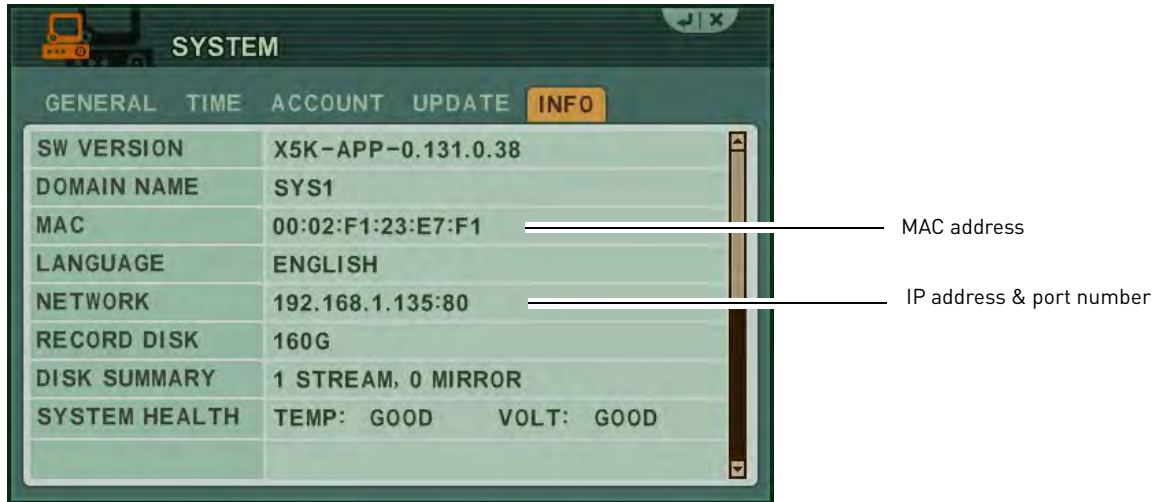 SYSTEM
GENERAL TIME ACCOUNT UPDATE INFO
SW VERSION X5K-APP-0.131.0.38
DOMAIN NAME SYS1
MAC 00:02:F1:23:E7:F1 MAC address
LANGUAGE ENGLISH
NETWORK 192.168.1.135:80 IP address & port number
RECORD DISK 160G
DISK SUMMARY 1 STREAM, 0 MIRROR
SYSTEM HEALTH TEMP: GOOD VOLT: GOOD